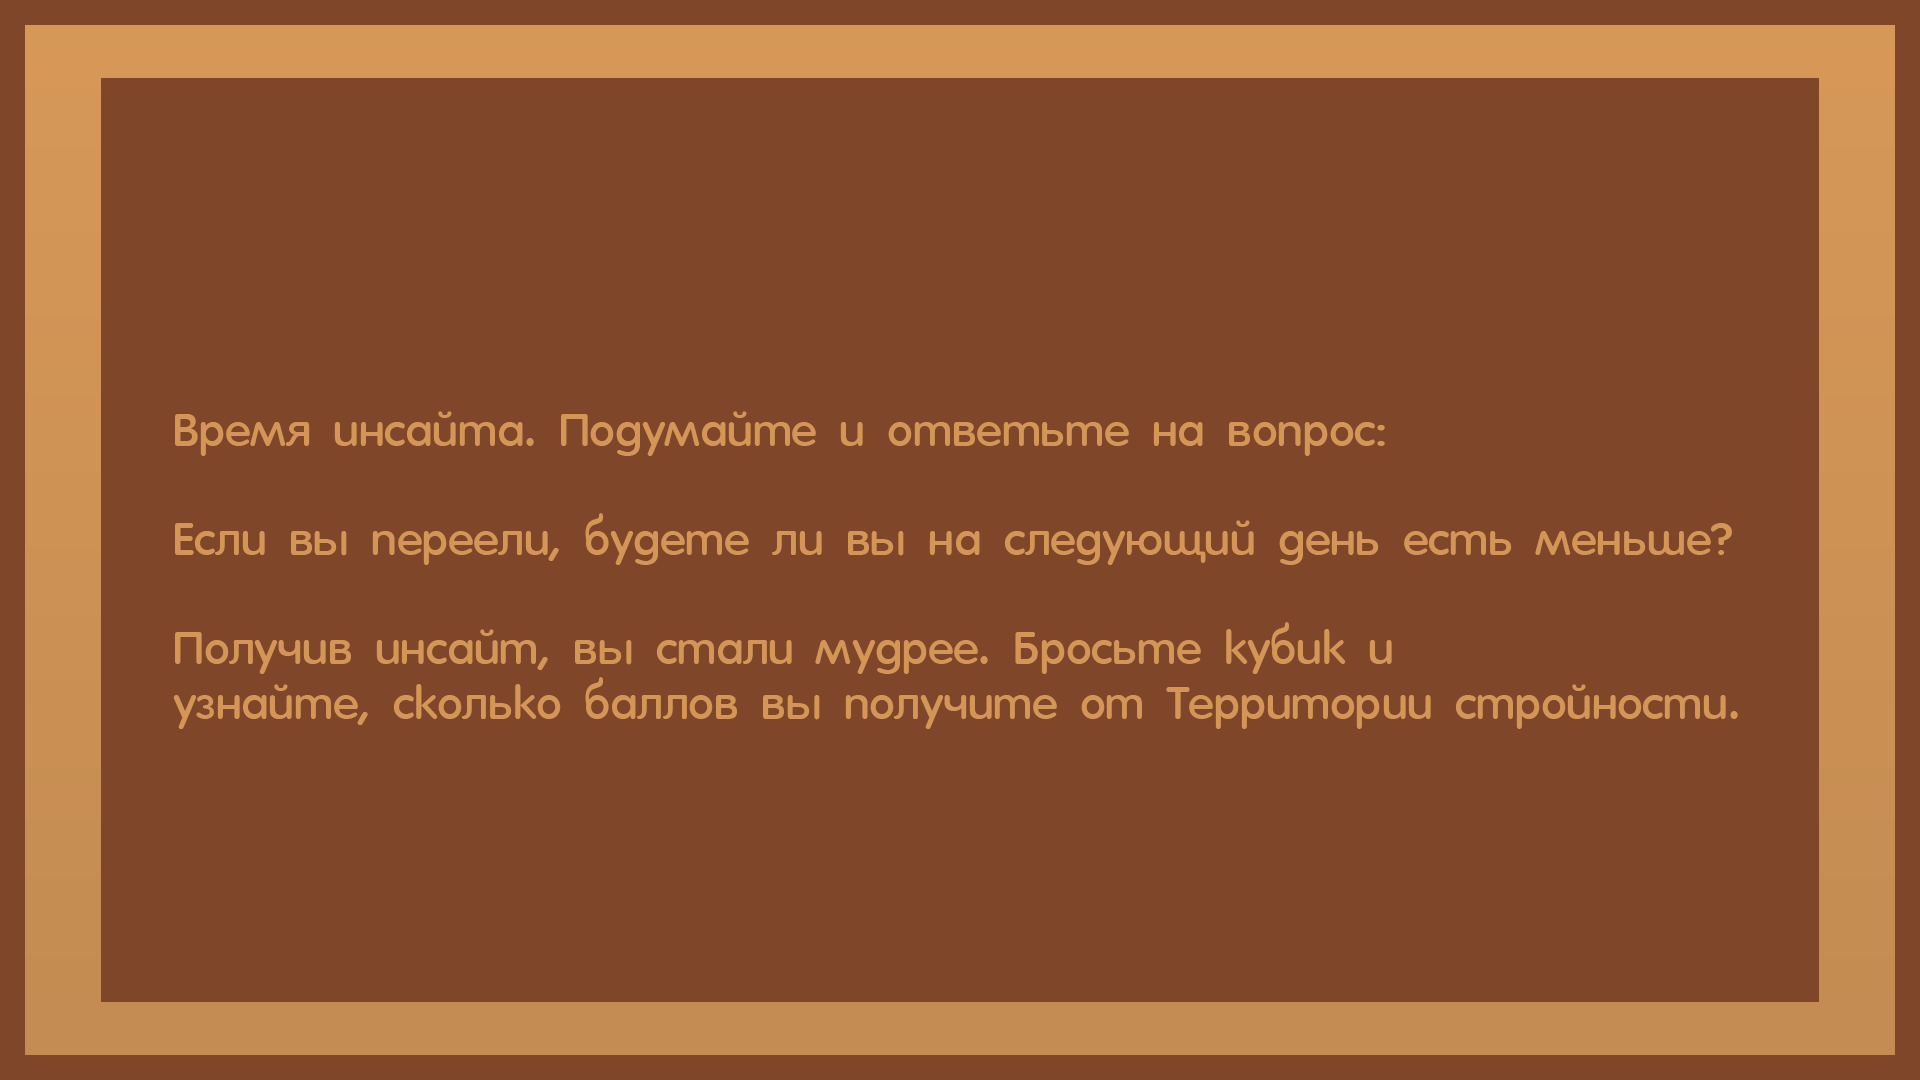 Время инсайта. Подумайте и ответьте на вопрос:
Если вы переели, будете ли вы на следующий день есть меньше?
Получив инсайт, вы стали мудрее. Бросьте кубик и
узнайте, сколько баллов вы получите от Территории стройности.